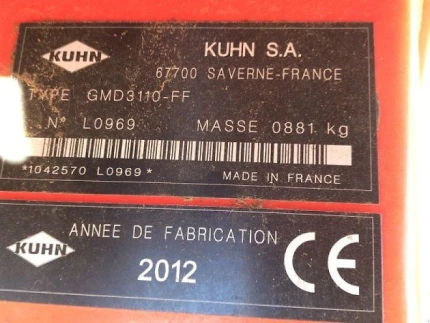 KUHN
KUHN S.A.
67700 SAVERNE-FRANCE
TYPE GMD3110-FF
N° L0969 MASSE 0881 kg
*1042570 L0969*
MADE IN FRANCE
KUHN
ANNEE DE FABRICATION
2012
CE